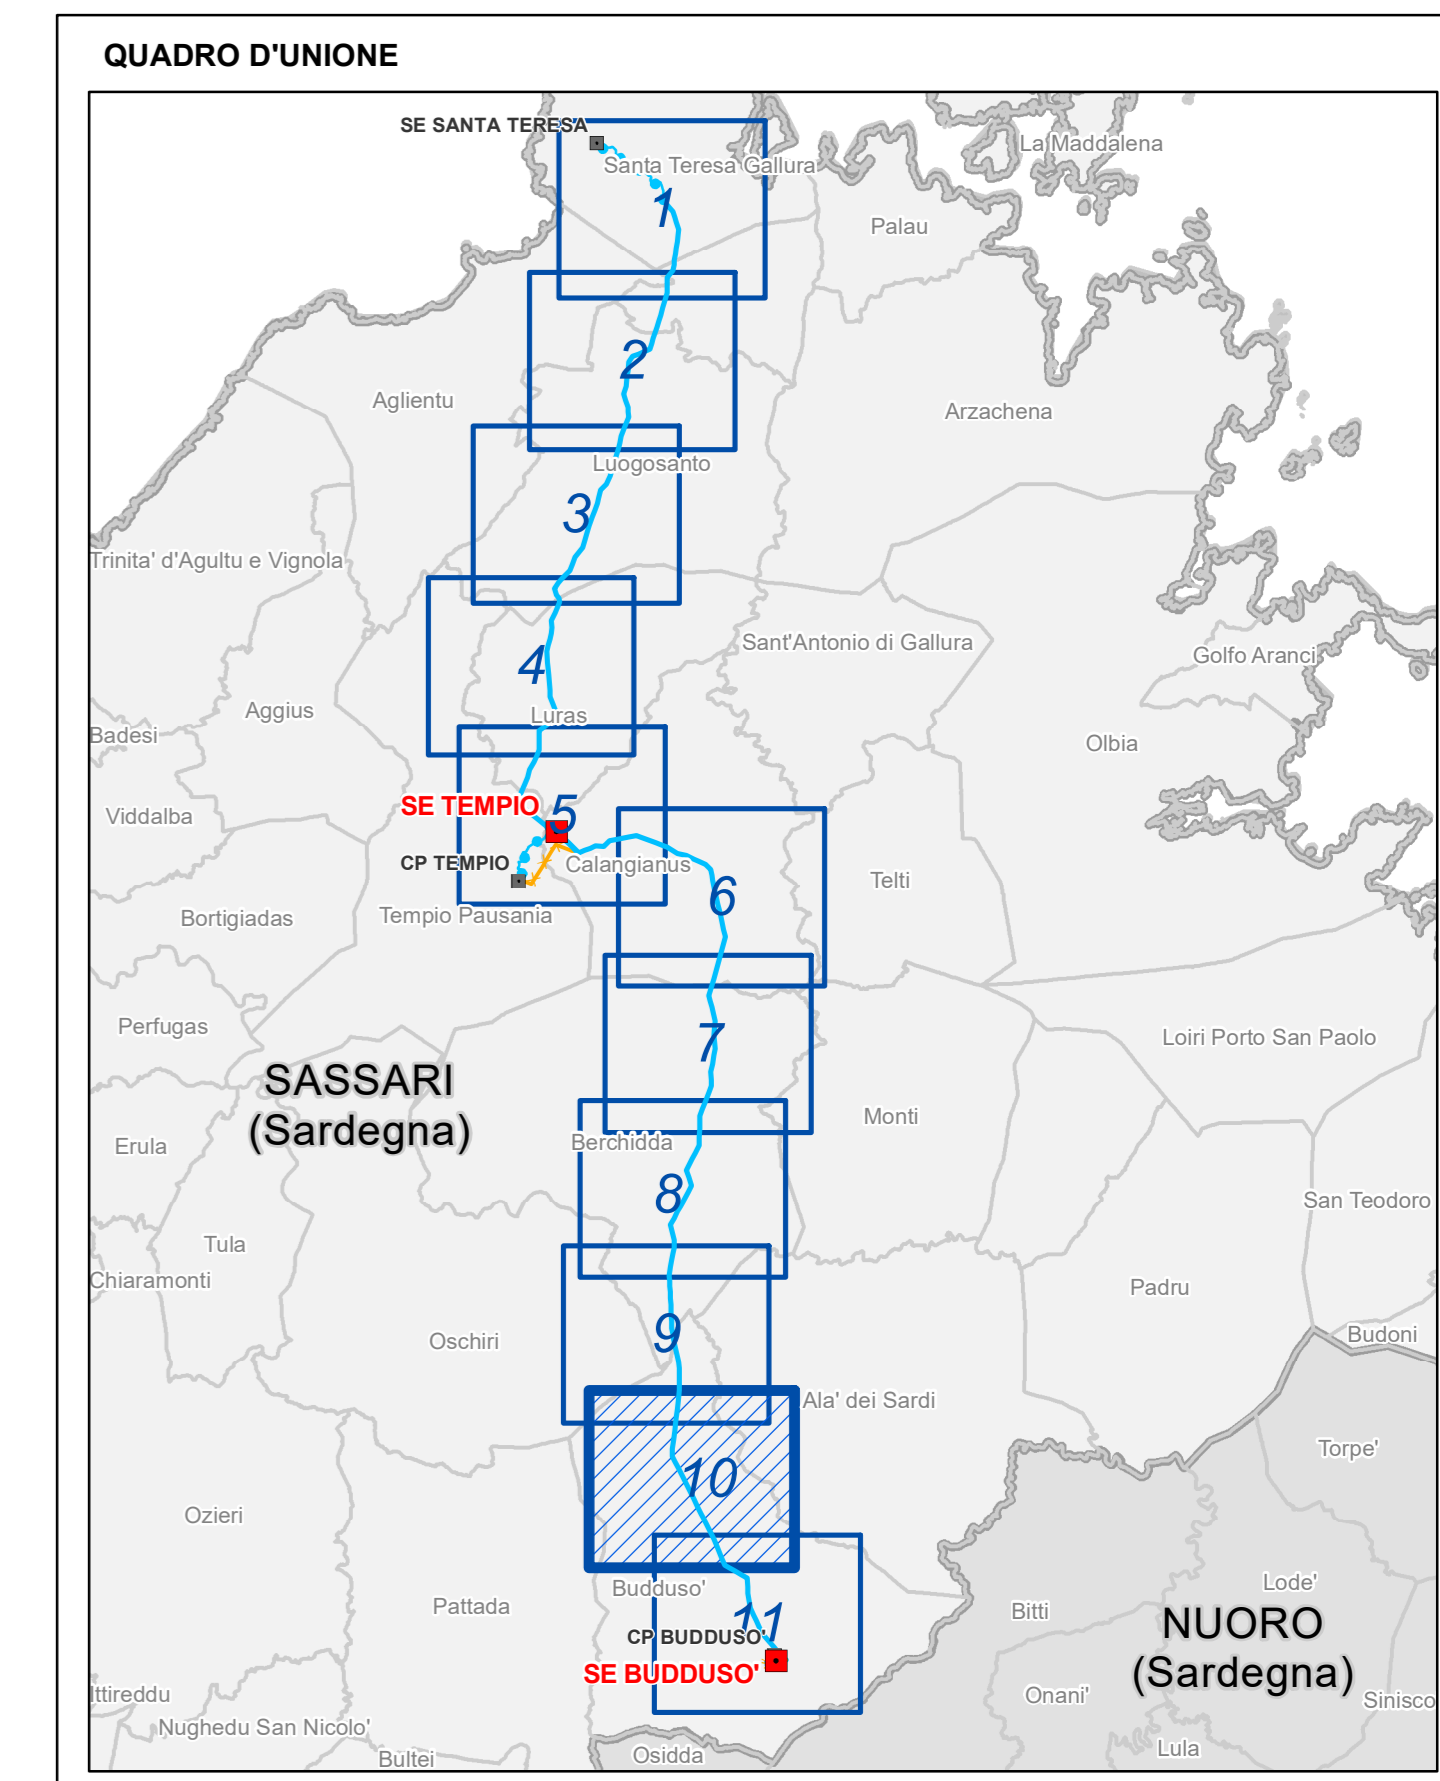 QUADRO D'UNIONE
SE SANTA TERESA
La Maddalena
Santa Teresa Gallura
1
Palau
2
Aglientu
Arzachena
Luogosanto
3
Trinita' d'Agultu e Vignola
Sant'Antonio di Gallura
Golfo Aranci
4
Aggius
Luras
Badesi
Olbia
SE TEMPIO
5
Viddalba
CP TEMPIO
Calangianus
Telti
6
Bortigiadas
Tempio Pausania
Perfugas
Loiri Porto San Paolo
7
SASSARI
(Sardegna)
Monti
Erula
Berchidda
8
San Teodoro
Tula
Chiaramonti
Padru
9
Oschiri
Budoni
Ala' dei Sardi
Torpe'
10
Ozieri
Lode'
Budduso'
Pattada
Bitti
11
NUORO
(Sardegna)
CP BUDDUSO'
SE BUDDUSO'
Ittireddu
Onani'
Sinisco
Nughedu San Nicolo'
Lula
Osidda
Bultei